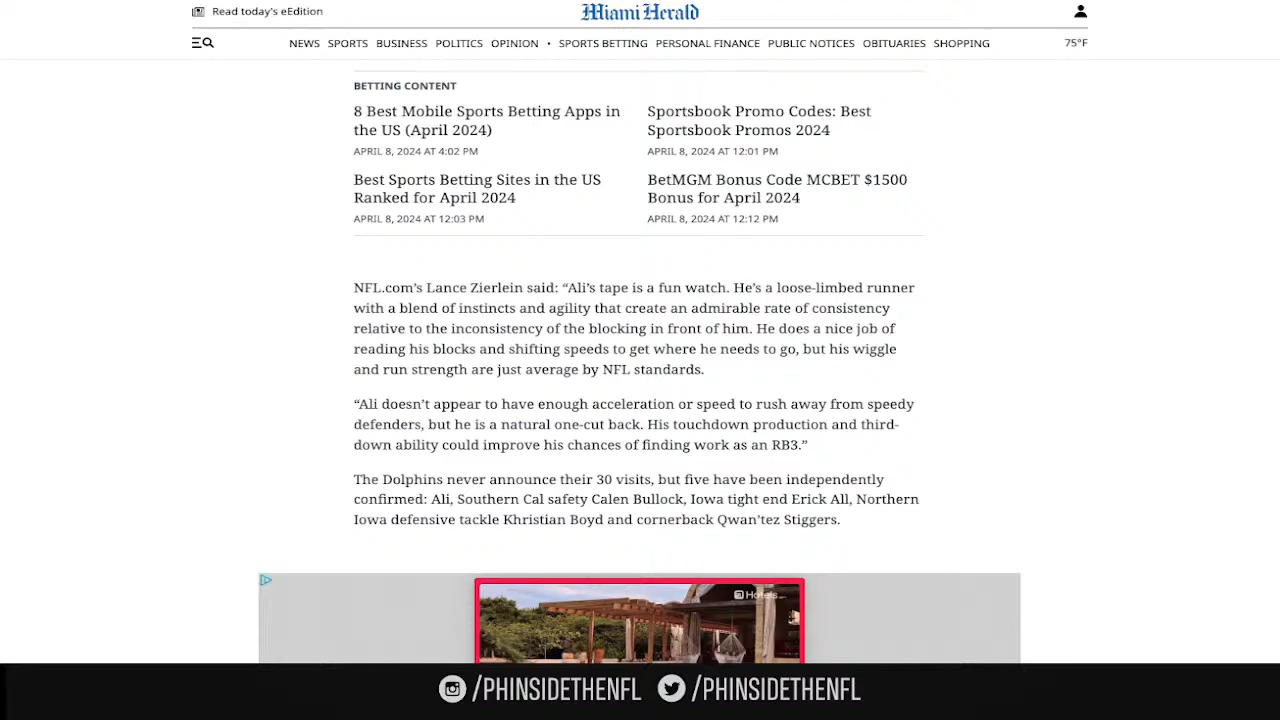 Read today's eEdition
Miami Herald
NEWS SPORTS BUSINESS POLITICS OPINION • SPORTS BETTING PERSONAL FINANCE PUBLIC NOTICES OBITUARIES SHOPPING
75°F
BETTING CONTENT
8 Best Mobile Sports Betting Apps in
the US (April 2024)
APRIL 8, 2024 AT 4:02 PM
Sportsbook Promo Codes: Best
Sportsbook Promos 2024
APRIL 8, 2024 AT 12:01 PM
Best Sports Betting Sites in the US
Ranked for April 2024
APRIL 8, 2024 AT 12:03 PM
BetMGM Bonus Code MCBET $1500
Bonus for April 2024
APRIL 8, 2024 AT 12:12 PM
NFL.com's Lance Zierlein said: “Ali's tape is a fun watch. He's a loose-limbed runner
with a blend of instincts and agility that create an admirable rate of consistency
relative to the inconsistency of the blocking in front of him. He does a nice job of
reading his blocks and shifting speeds to get where he needs to go, but his wiggle
and run strength are just average by NFL standards.
“Ali doesn't appear to have enough acceleration or speed to rush away from speedy
defenders, but he is a natural one-cut back. His touchdown production and third-
down ability could improve his chances of finding work as an RB3.”
The Dolphins never announce their 30 visits, but five have been independently
confirmed: Ali, Southern Cal safety Calen Bullock, Iowa tight end Erick All, Northern
Iowa defensive tackle Khristian Boyd and cornerback Qwan'tez Stiggers.
Hotels
/PHINSIDETHENFL /PHINSIDETHENFL